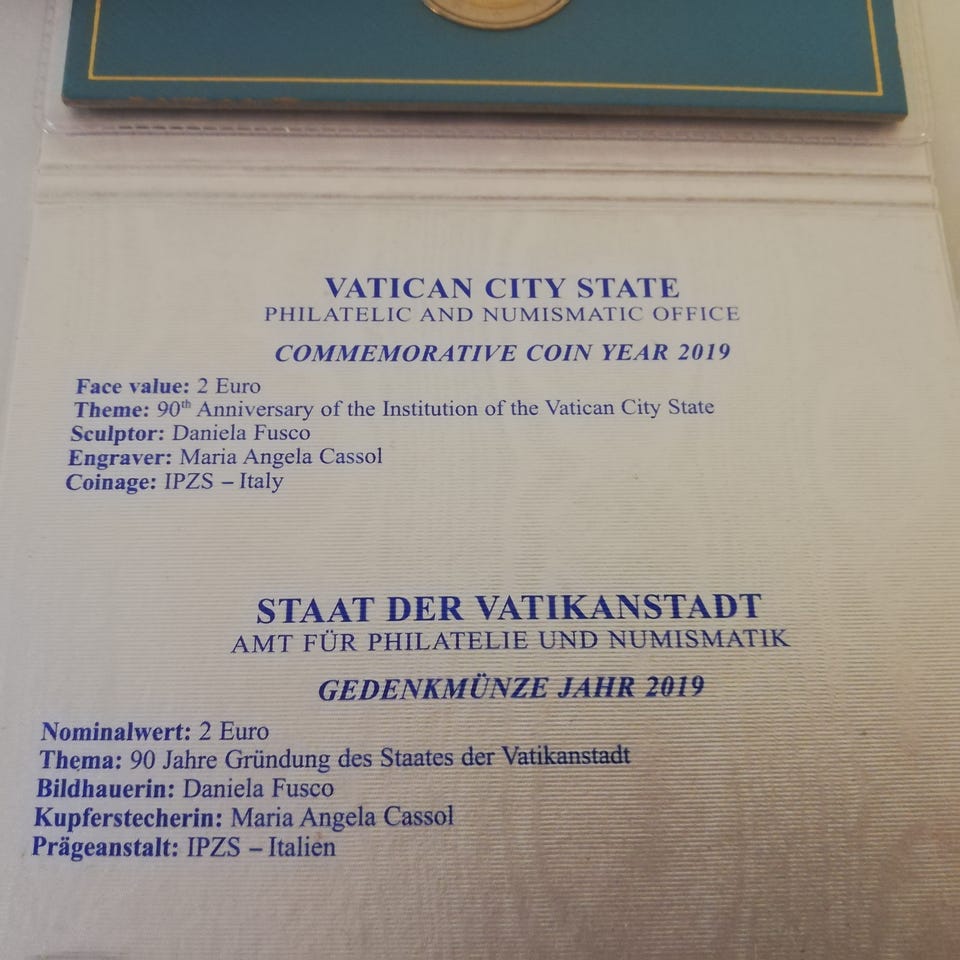 VATICAN CITY STATE
PHILATELIC AND NUMISMATIC OFFICE
COMMEMORATIVE COIN YEAR 2019
Face value: 2 Euro
Theme: 90th Anniversary of the Institution of the Vatican City State
Sculptor: Daniela Fusco
Engraver: Maria Angela Cassol
Coinage: IPZS – Italy
STAAT DER VATIKANSTADT
AMT FÜR PHILATELIE UND NUMISMATIK
GEDENKMÜNZE JAHR 2019
Nominalwert: 2 Euro
Thema: 90 Jahre Gründung des Staates der Vatikanstadt
Bildhauerin: Daniela Fusco
Kupferstecherin: Maria Angela Cassol
Prägeanstalt: IPZS – Italien